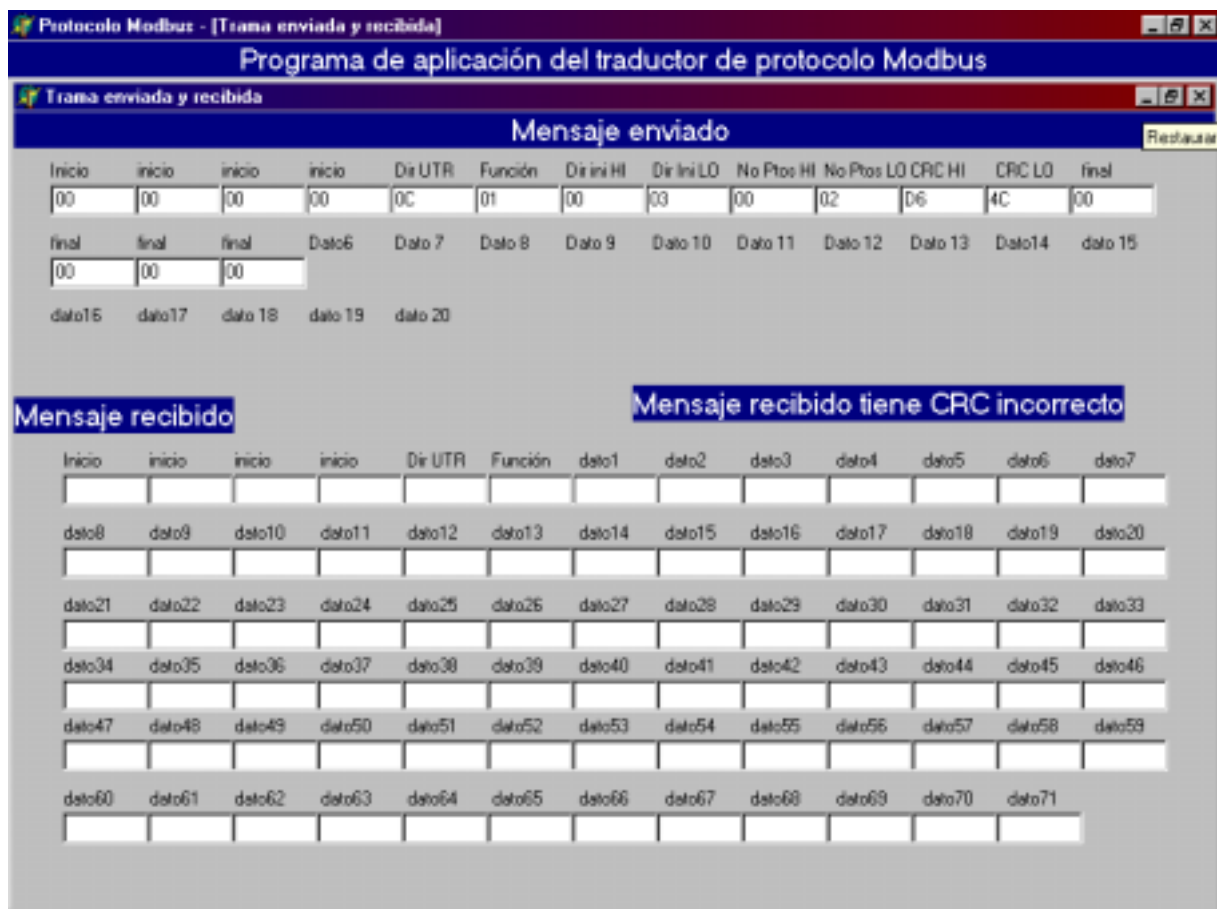 Protocolo Modbus - [Trama enviada y recibida]
Programa de aplicación del traductor de protocolo Modbus
Trama enviada y recibida
Mensaje enviado
Restaurar
Inicio inicio inicio inicio Dir UTR Función Dir ini HI Dir Ini LO No Ptos HI No Ptos LO CRC HI CRC LO final
00 00 00 00 0C 01 00 03 00 02 D6 4C 00
final final final Dato6 Dato 7 Dato 8 Dato 9 Dato 10 Dato 11 Dato 12 Dato 13 Dato14 dato 15
00 00 00
dato16 dato17 dato 18 dato 19 dato 20
Mensaje recibido
Mensaje recibido tiene CRC incorrecto
Inicio inicio inicio inicio Dir UTR Función dato1 dato2 dato3 dato4 dato5 dato6 dato7
dato8 dato9 dato10 dato11 dato12 dato13 dato14 dato15 dato16 dato17 dato18 dato19 dato20
dato21 dato22 dato23 dato24 dato25 dato26 dato27 dato28 dato29 dato30 dato31 dato32 dato33
dato34 dato35 dato36 dato37 dato38 dato39 dato40 dato41 dato42 dato43 dato44 dato45 dato46
dato47 dato48 dato49 dato50 dato51 dato52 dato53 dato54 dato55 dato56 dato57 dato58 dato59
dato60 dato61 dato62 dato63 dato64 dato65 dato66 dato67 dato68 dato69 dato70 dato71